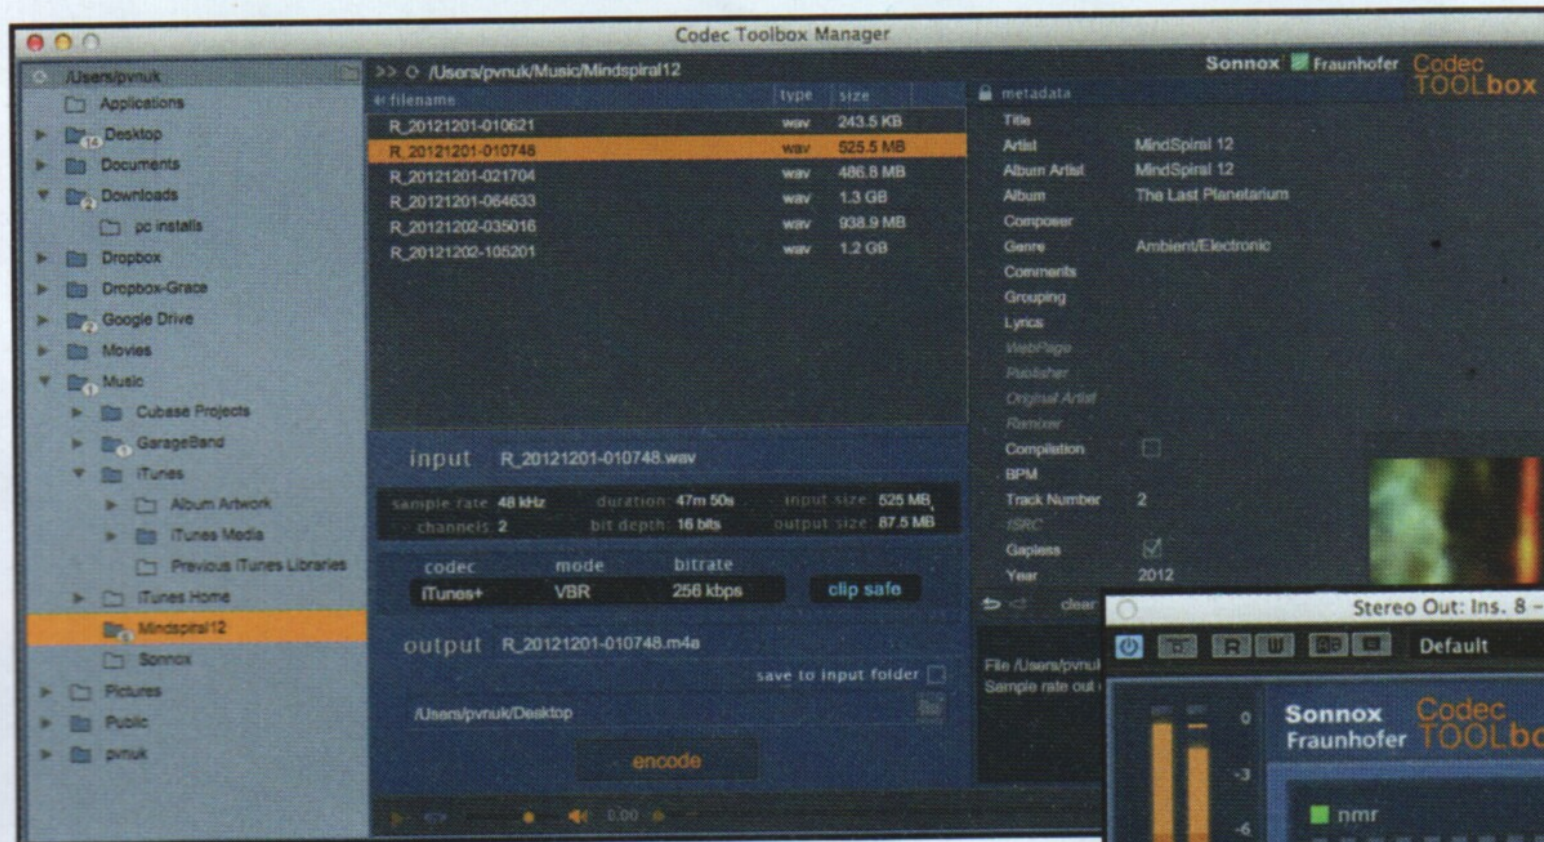 Codec Toolbox Manager
/Users/pvnuk
Applications
14 Desktop
Documents
2 Downloads
pc installs
Dropbox
Dropbox-Grace
2 Google Drive
Movies
1 Music
Cubase Projects
1 GarageBand
iTunes
Album Artwork
iTunes Media
Previous iTunes Libraries
iTunes Home
6 Mindspiral12
Sonnox
Pictures
Public
pvnuk
>> /Users/pvnuk/Music/Mindspiral12
filename type size
R_20121201-010621 wav 243.5 KB
R_20121201-010748 wav 525.5 MB
R_20121201-021704 wav 486.8 MB
R_20121201-064633 wav 1.3 GB
R_20121202-035016 wav 938.9 MB
R_20121202-105201 wav 1.2 GB
input R_20121201-010748.wav
sample rate: 48 kHz duration: 47m 50s input size: 525 MB
channels: 2 bit depth: 16 bits output size: 87.5 MB
codec mode bitrate
iTunes+ VBR 256 kbps clip safe
output R_20121201-010748.m4a
save to input folder
/Users/pvnuk/Desktop
encode
0:00
Sonnox Fraunhofer Codec
TOOLbox
metadata
Title
Artist MindSpiral 12
Album Artist MindSpiral 12
Album The Last Planetarium
Composer
Genre Ambient/Electronic
Comments
Grouping
Lyrics
WebPage
Publisher
Original Artist
Remixer
Compilation
BPM
Track Number 2
ISRC
Gapless
Year 2012
clear
File /Users/pvnuk
Sample rate out
Stereo Out: Ins. 8 –
R W Default
0
-3
-6
Sonnox
Fraunhofer
Codec
TOOLbo
nmr